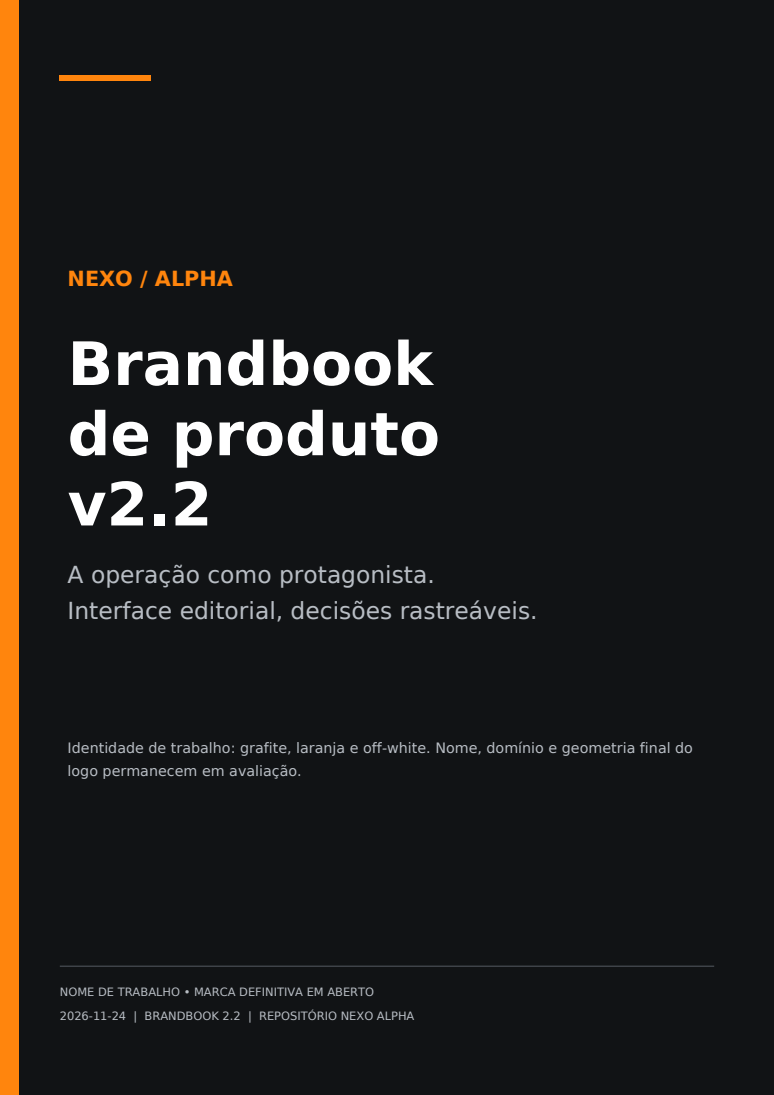 NEXO / ALPHA
Brandbook
de produto
v2.2
A operação como protagonista.
Interface editorial, decisões rastreáveis.
Identidade de trabalho: grafite, laranja e off-white. Nome, domínio e geometria final do
logo permanecem em avaliação.
NOME DE TRABALHO • MARCA DEFINITIVA EM ABERTO
2026-11-24 | BRANDBOOK 2.2 | REPOSITÓRIO NEXO ALPHA